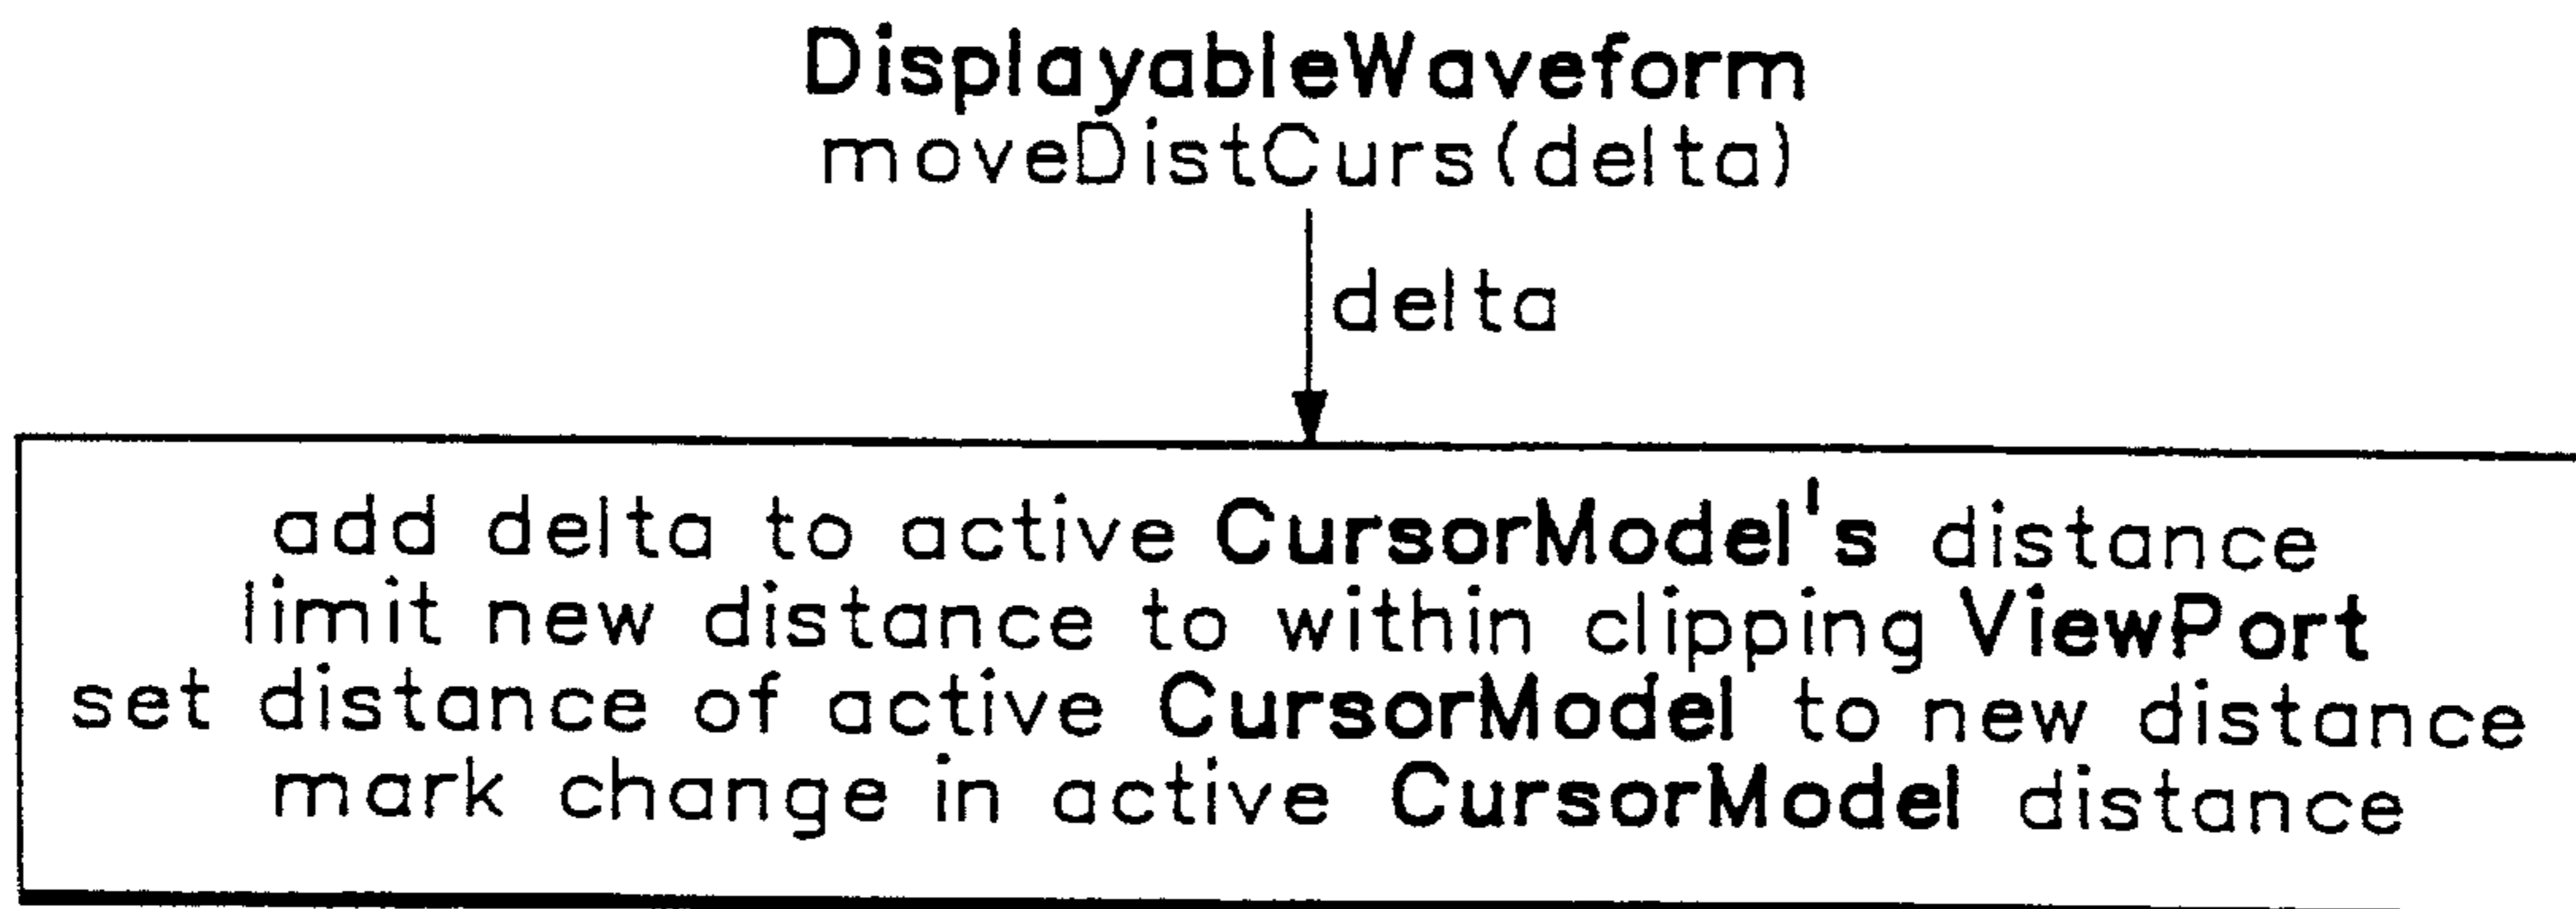 DisplayableWaveform
moveDistCurs(delta)
delta
add delta to active CursorModel's distance
limit new distance to within clipping ViewPort
set distance of active CursorModel to new distance
mark change in active CursorModel distance